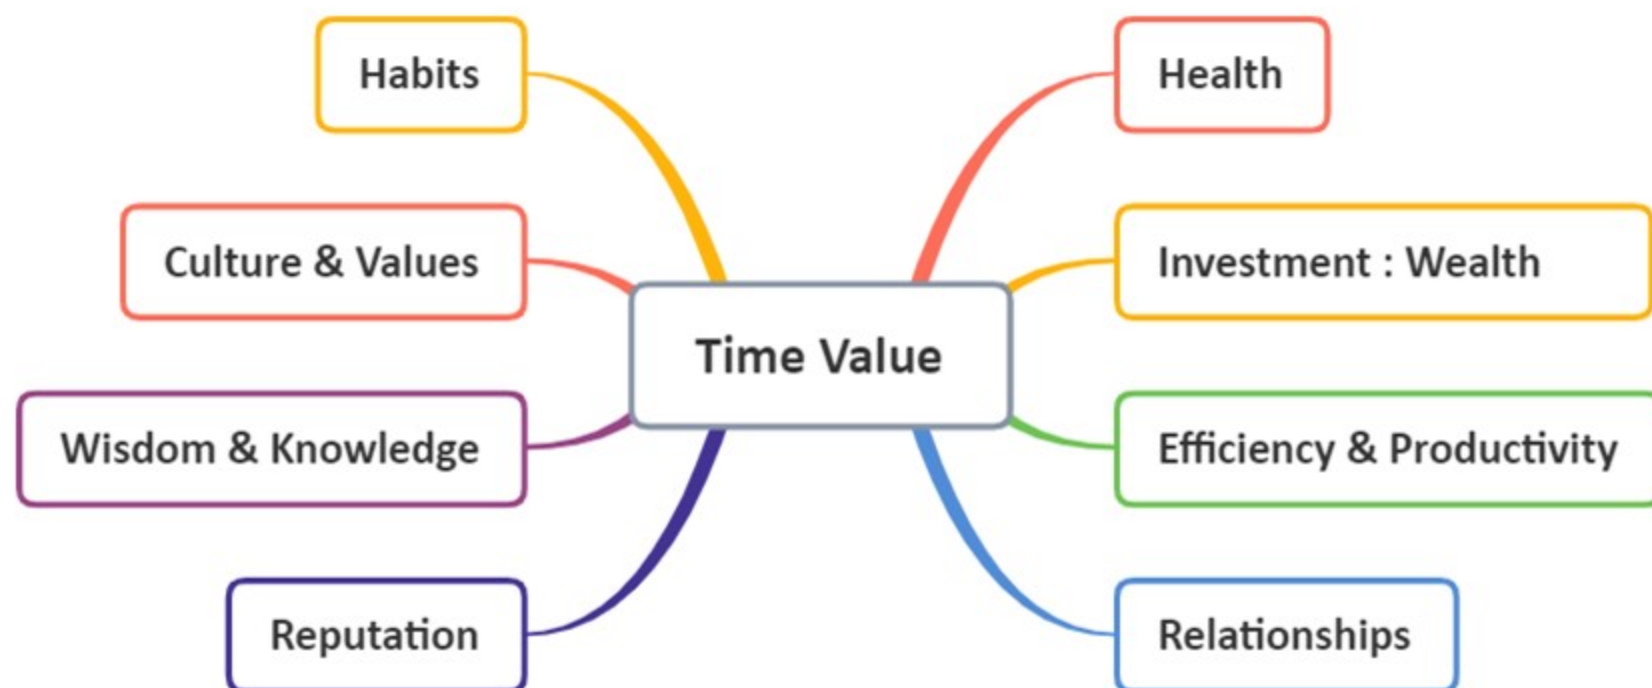 Habits
Culture & Values
Wisdom & Knowledge
Reputation
Time Value
Health
Investment : Wealth
Efficiency & Productivity
Relationships